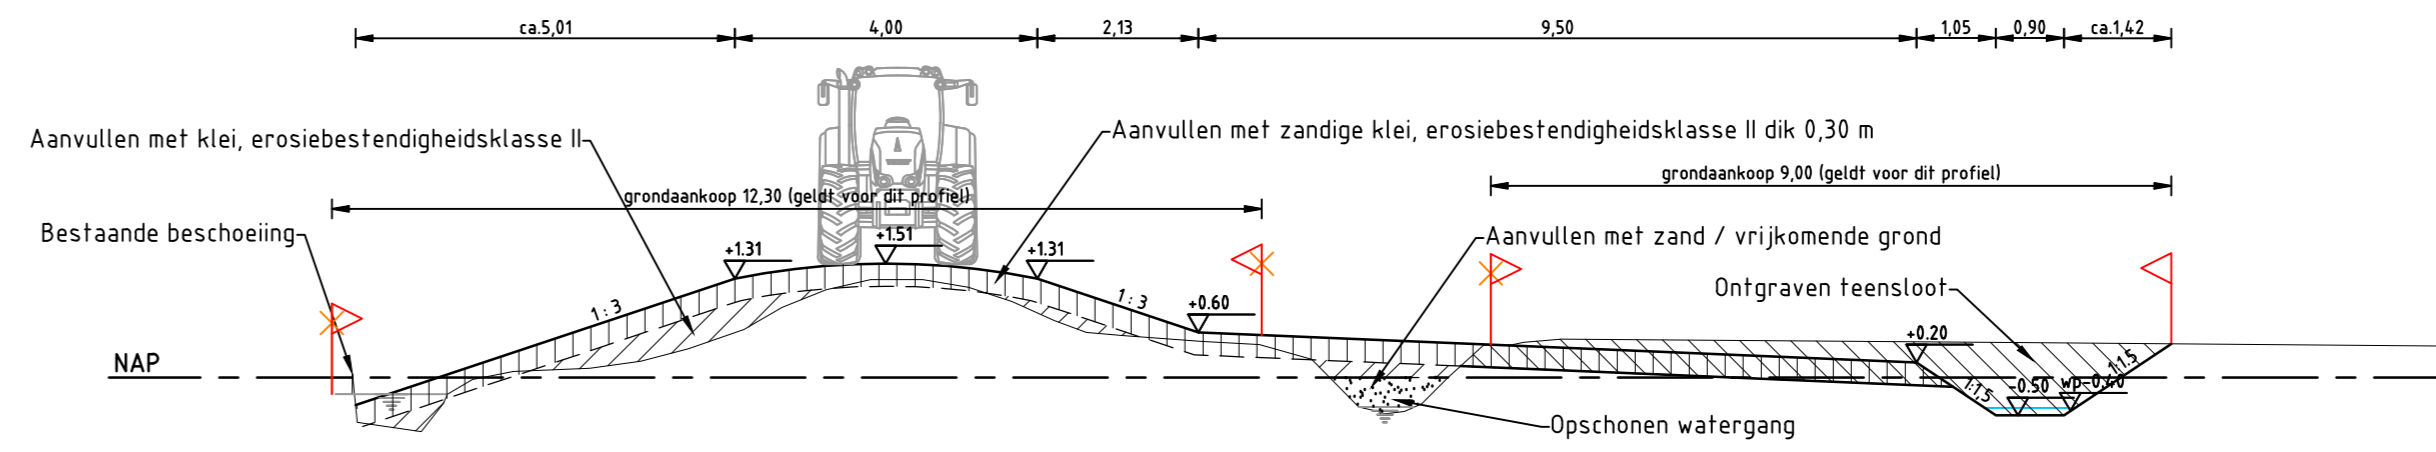 ca.5,01
4,00
2,13
9,50
1,05
0,90
ca.1,42
Aanvullen met klei, erosiebestendigheidsklasse II
Aanvullen met zandige klei, erosiebestendigheidsklasse II dik 0,30 m
grondaankoop 12,30 (geldt voor dit profiel)
grondaankoop 9,00 (geldt voor dit profiel)
Bestaande beschoeiing
+1.31
+1.51
+1.31
Aanvullen met zand / vrijkomende grond
Ontgraven teensloot
1:3
1:3
+0.60
+0.20
NAP
1:1,5
-0.50
wp-0.40
1:1.5
Opschonen watergang